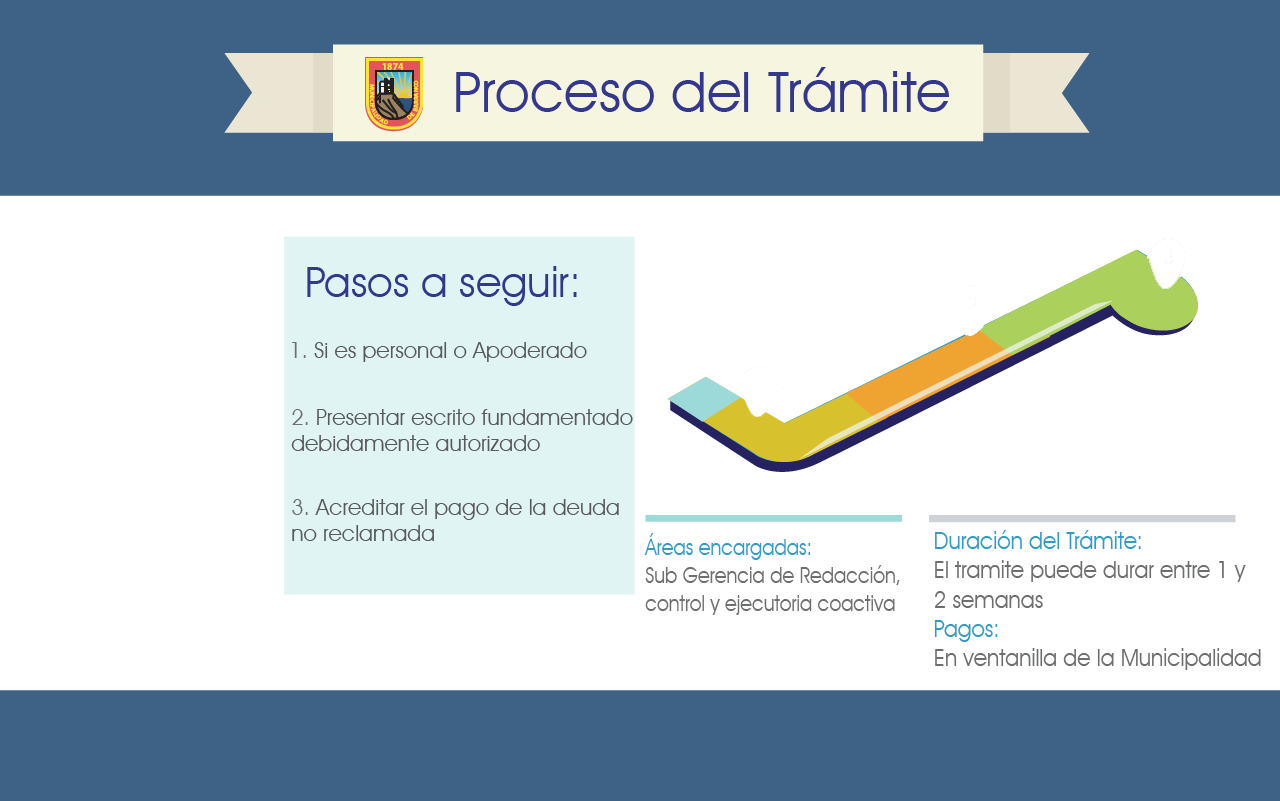 1874
Proceso del Trámite
Pasos a seguir:
1. Si es personal o Apoderado
2. Presentar escrito fundamentado
debidamente autorizado
3. Acreditar el pago de la deuda
no reclamada
Áreas encargadas:
Sub Gerencia de Redacción,
control y ejecutoria coactiva
Duración del Trámite:
El tramite puede durar entre 1 y
2 semanas
Pagos:
En ventanilla de la Municipalidad